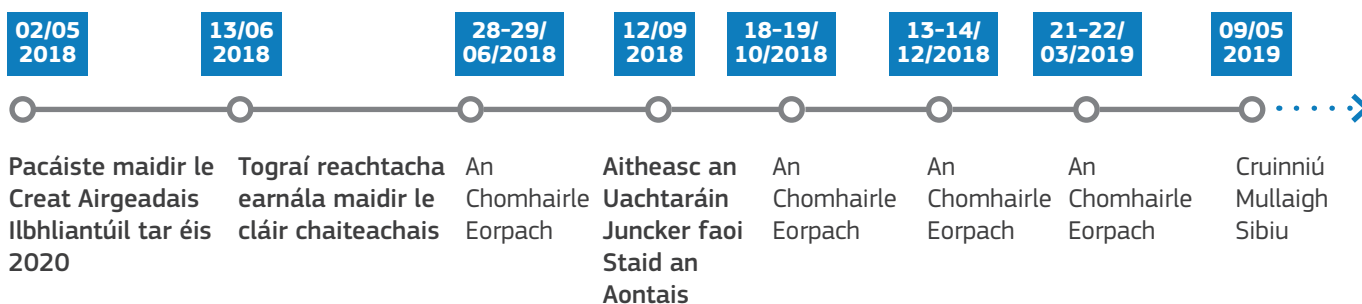 02/05
2018
13/06
2018
28-29/
06/2018
12/09
2018
18-19/
10/2018
13-14/
12/2018
21-22/
03/2019
09/05
2019
Pacáiste maidir le
Creat Airgeadais
Ilbhliantúil tar éis
2020
Tograí reachtacha
earnála maidir le
cláir chaiteachais
An
Chomhairle
Eorpach
Aitheasc an
Uachtaráin
Juncker faoi
Staid an
Aontais
An
Chomhairle
Eorpach
An
Chomhairle
Eorpach
An
Chomhairle
Eorpach
Cruinniú
Mullaigh
Sibiu